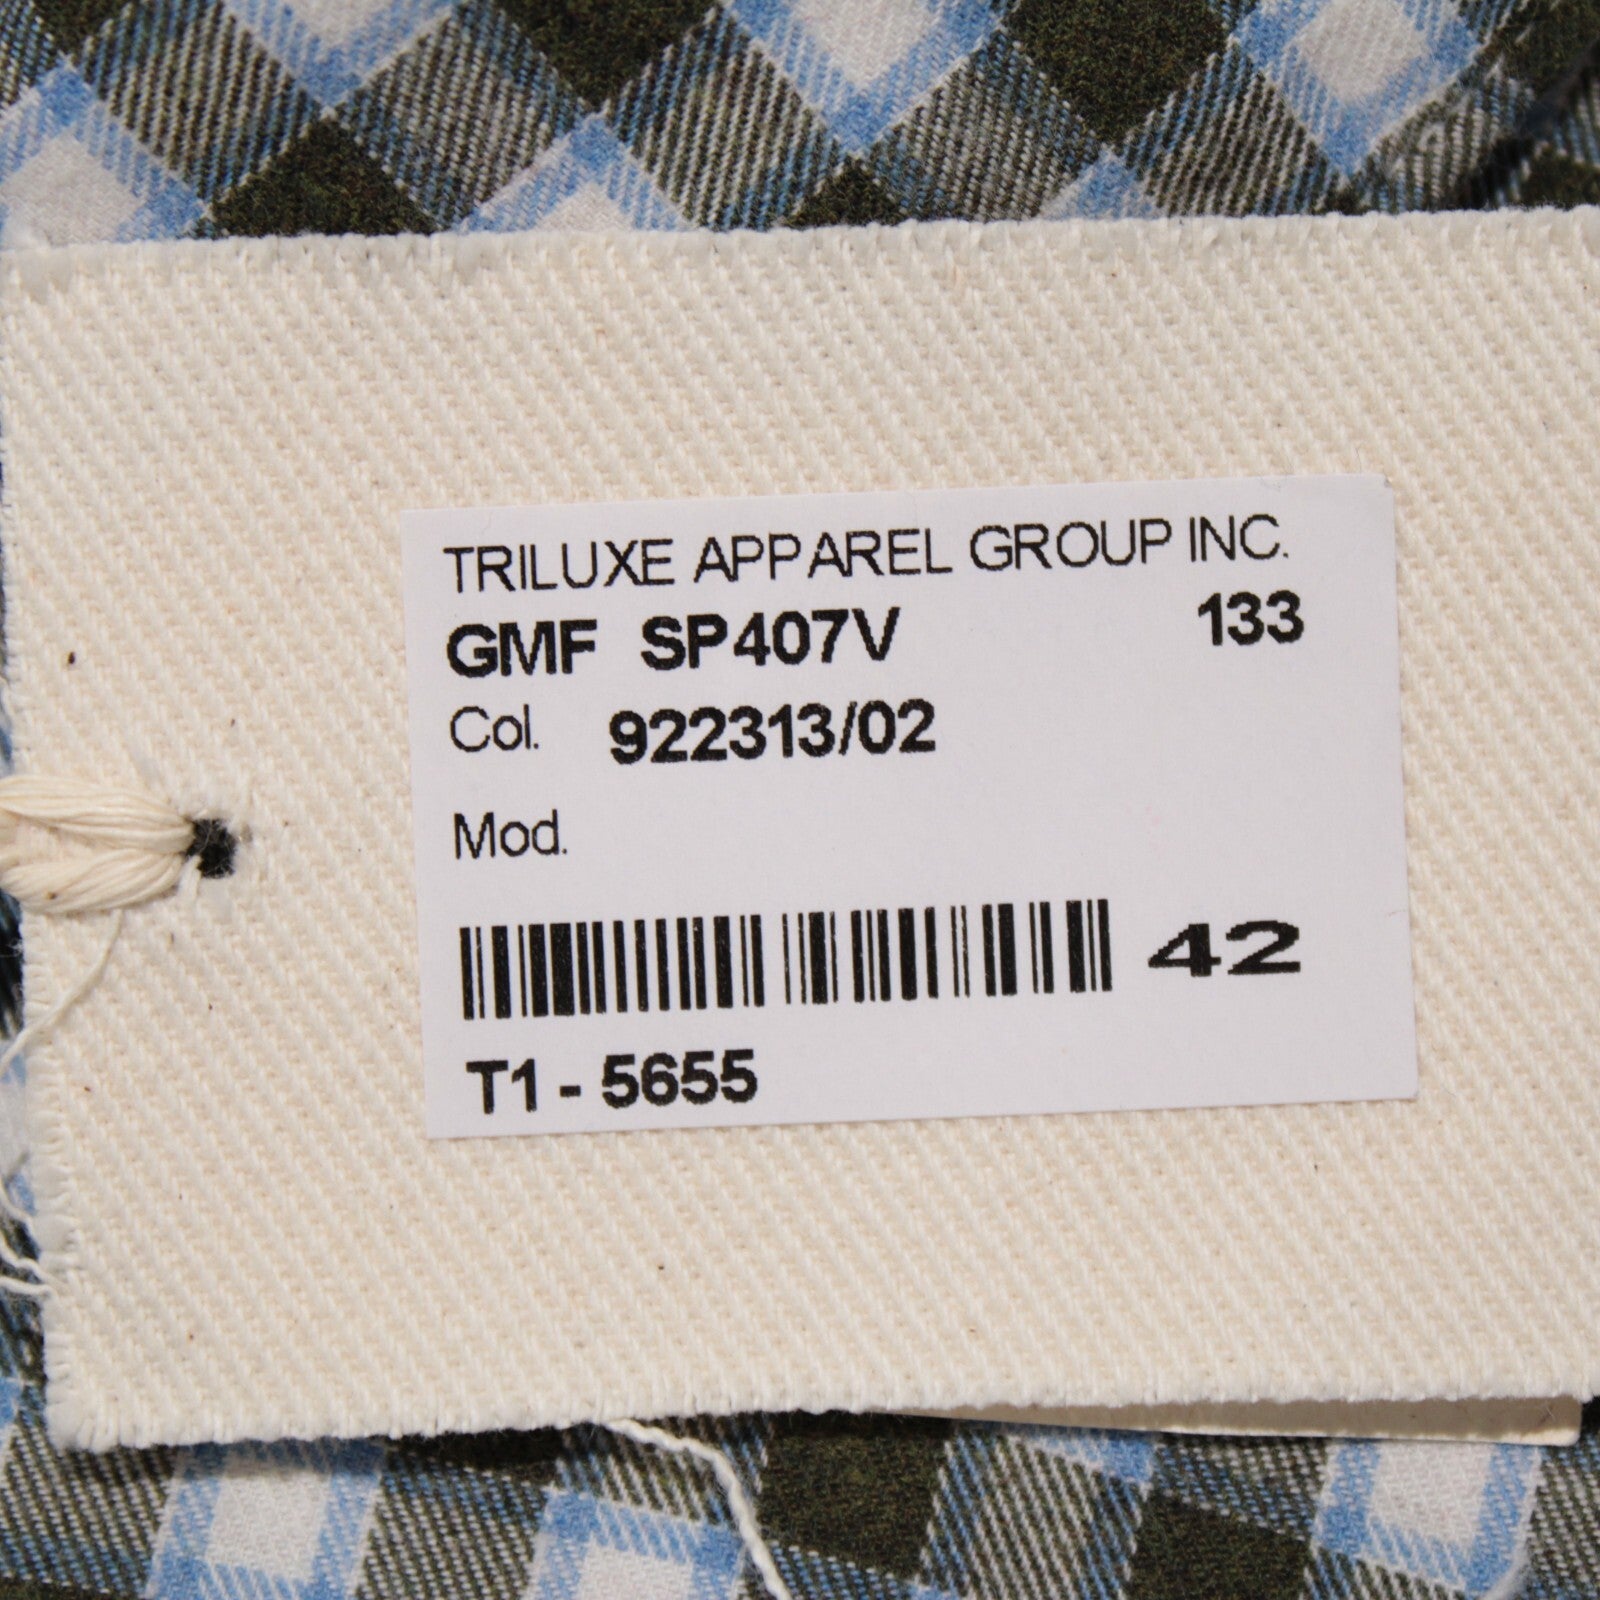 TRILUXE APPAREL GROUP INC.
GMF SP407V 133
Col. 922313/02
Mod.
42
T1 - 5655